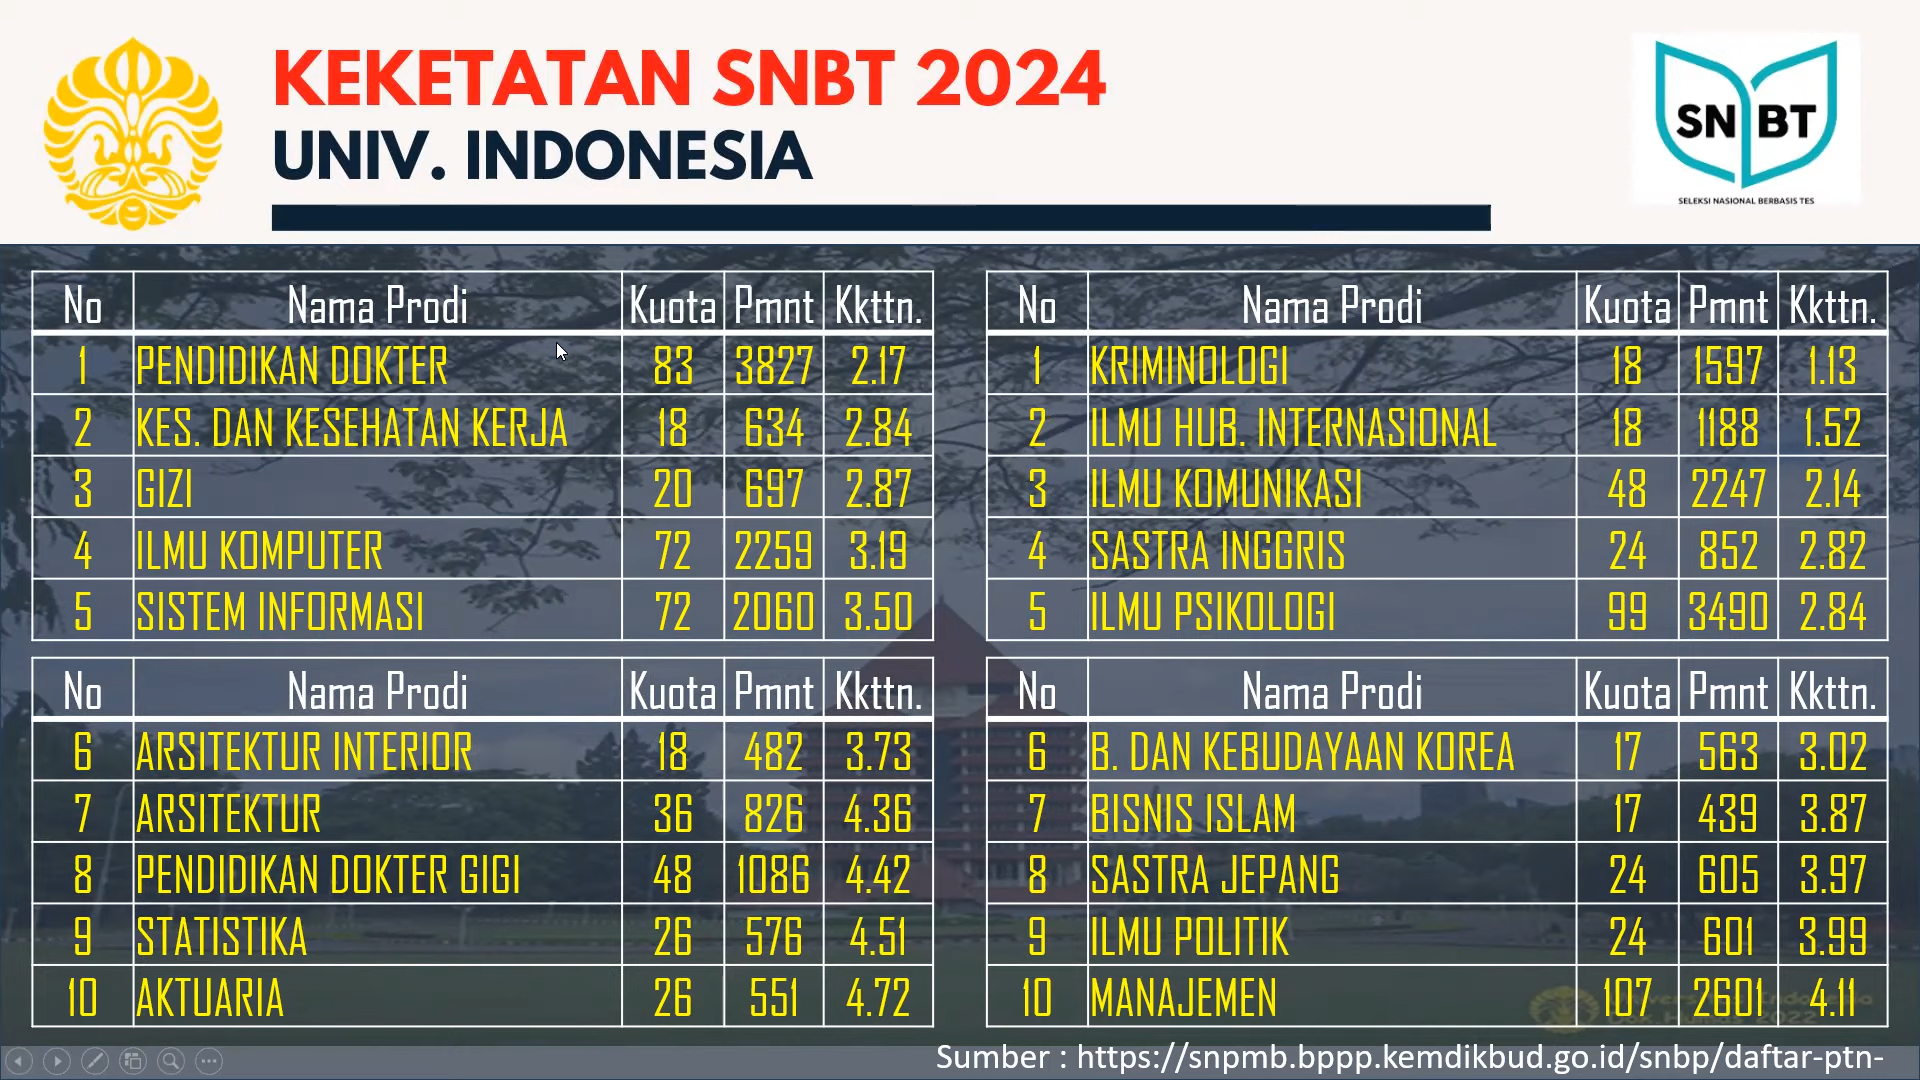 KEKETATAN SNBT 2024
UNIV. INDONESIA
SN BT
SELEKSI NASIONAL BERBASIS TES
No Nama Prodi Kuota Pmnt Kkttn.
1 PENDIDIKAN DOKTER 83 3827 2.17
2 KES. DAN KESEHATAN KERJA 18 634 2.84
3 GIZI 20 697 2.87
4 ILMU KOMPUTER 72 2259 3.19
5 SISTEM INFORMASI 72 2060 3.50
No Nama Prodi Kuota Pmnt Kkttn.
6 ARSITEKTUR INTERIOR 18 482 3.73
7 ARSITEKTUR 36 826 4.36
8 PENDIDIKAN DOKTER GIGI 48 1086 4.42
9 STATISTIKA 26 576 4.51
10 AKTUARIA 26 551 4.72
No Nama Prodi Kuota Pmnt Kkttn.
1 KRIMINOLOGI 18 1597 1.13
2 ILMU HUB. INTERNASIONAL 18 1188 1.52
3 ILMU KOMUNIKASI 48 2247 2.14
4 SASTRA INGGRIS 24 852 2.82
5 ILMU PSIKOLOGI 99 3490 2.84
No Nama Prodi Kuota Pmnt Kkttn.
6 B. DAN KEBUDAYAAN KOREA 17 563 3.02
7 BISNIS ISLAM 17 439 3.87
8 SASTRA JEPANG 24 605 3.97
9 ILMU POLITIK 24 601 3.99
10 MANAJEMEN 107 2601 4.11
Sumber : https://snpmb.bppp.kemdikbud.go.id/snbp/daftar-ptn-